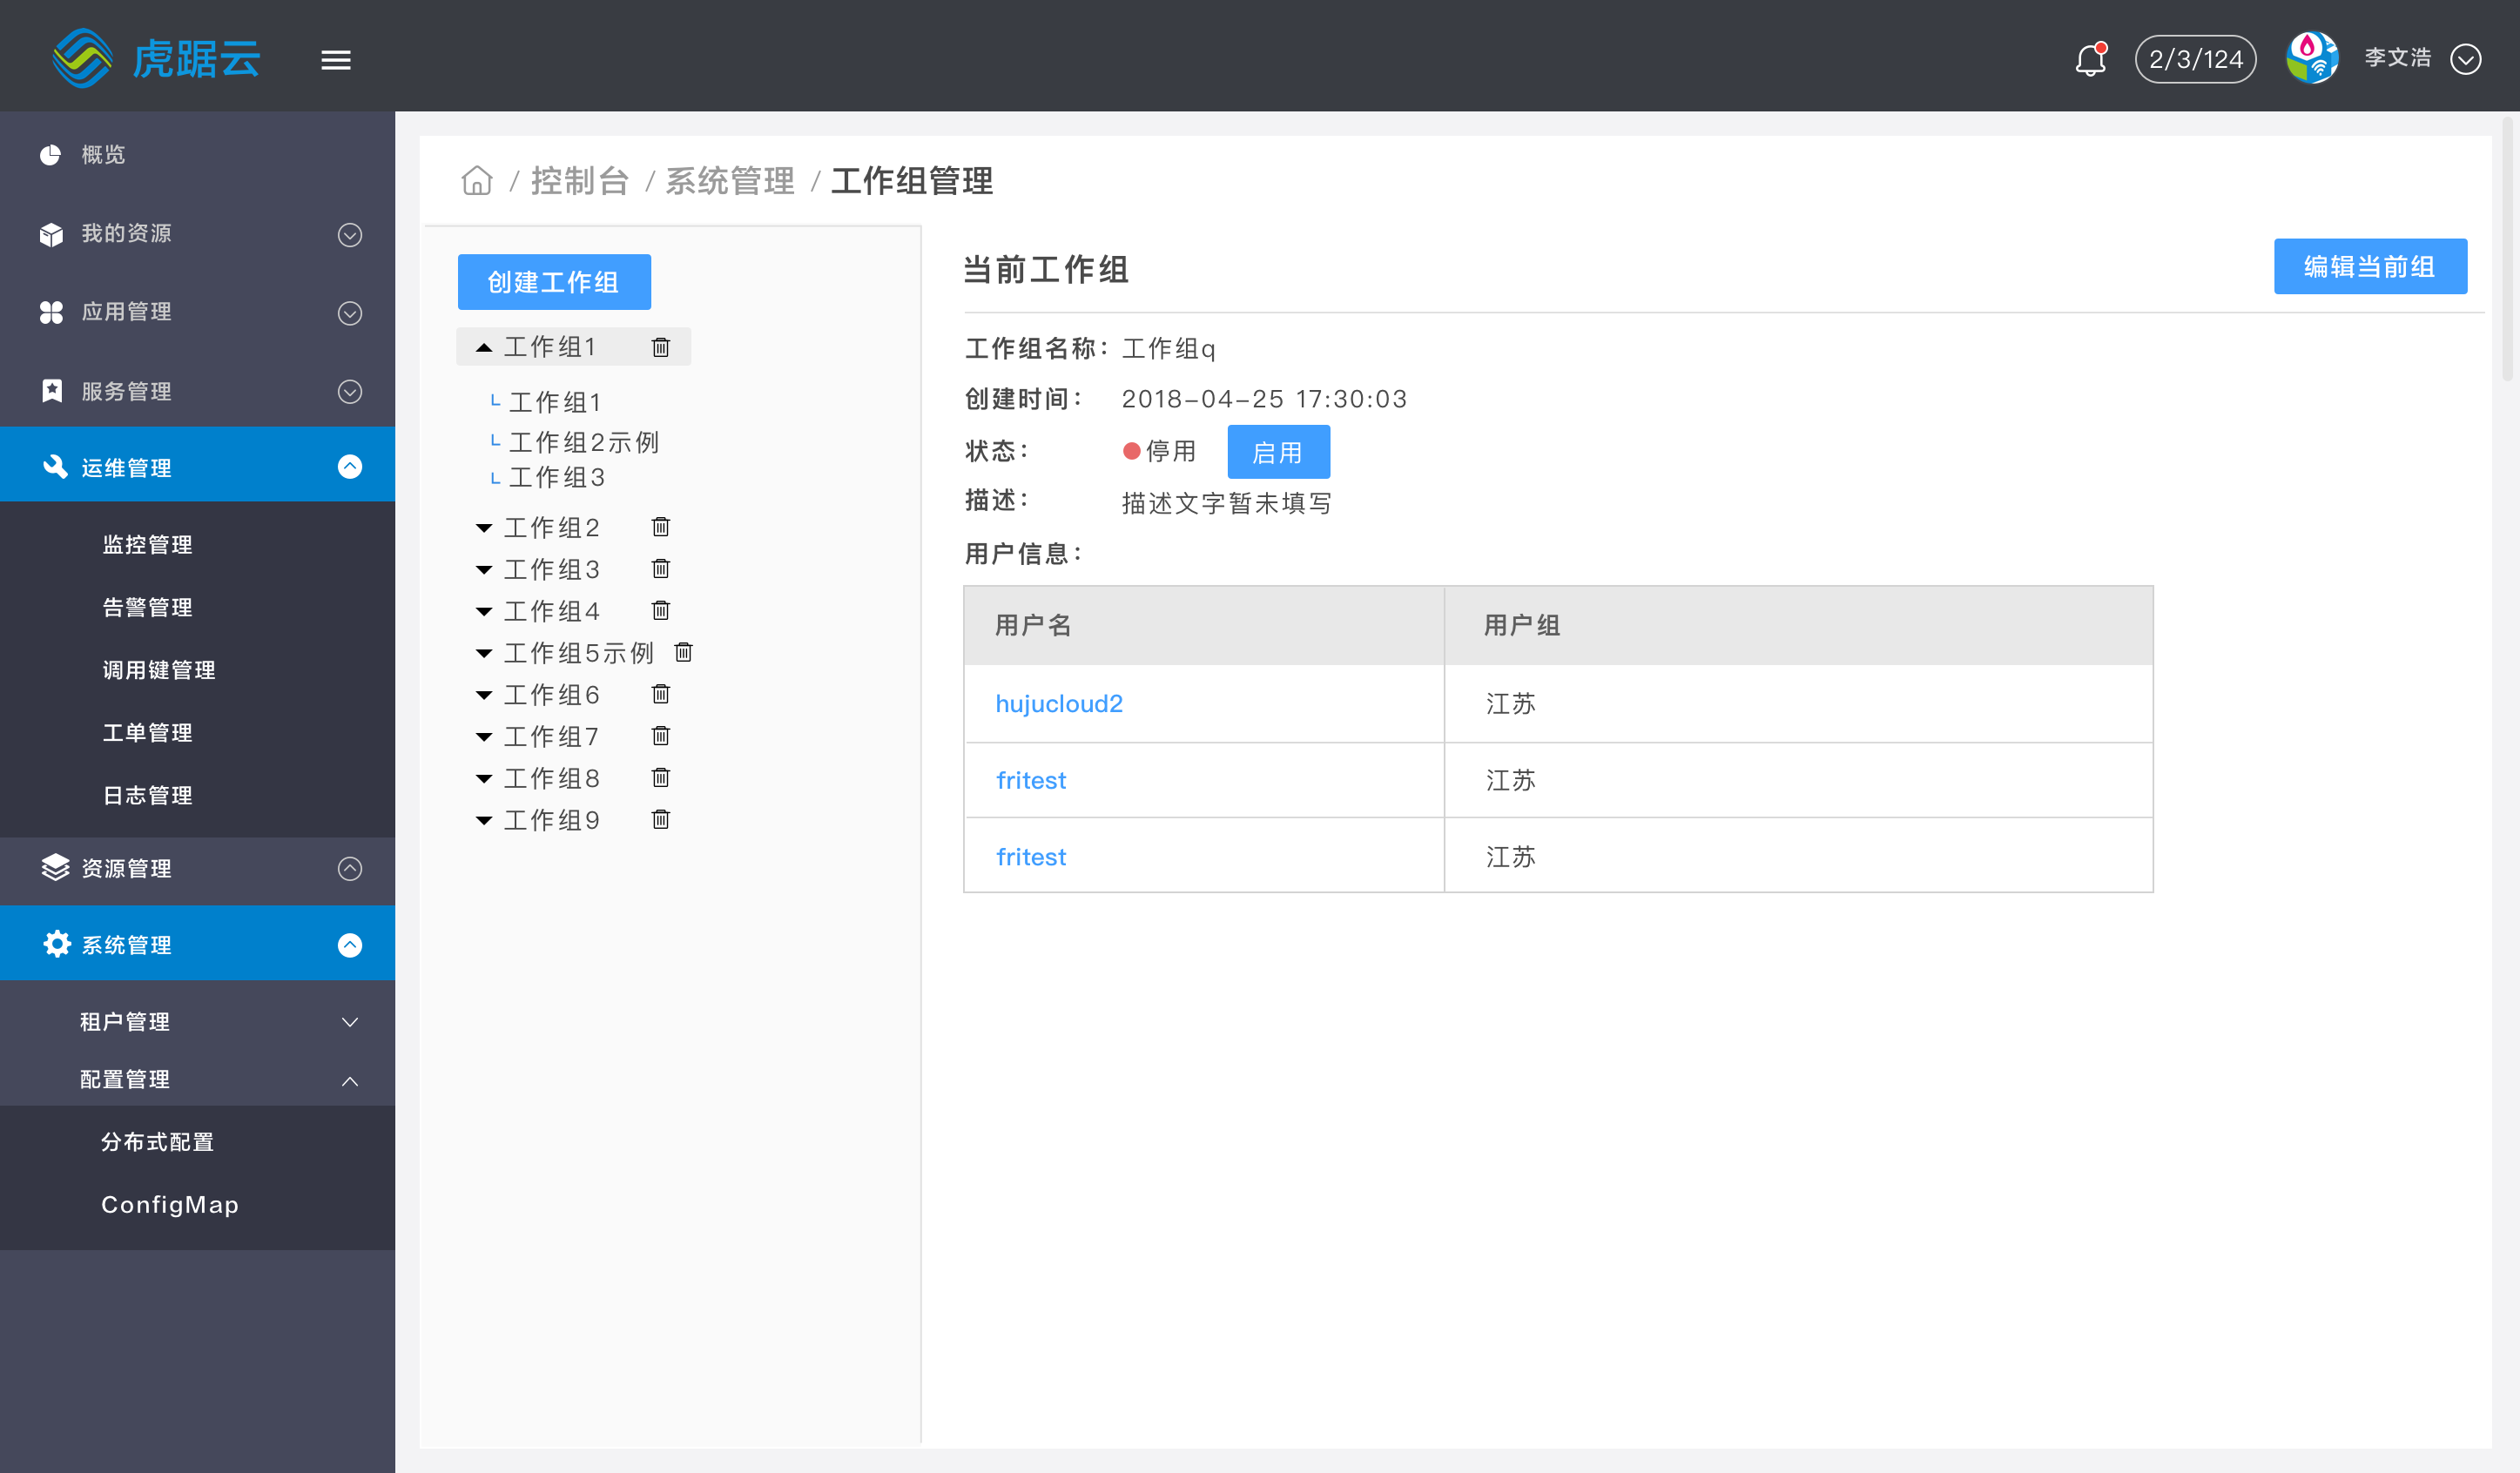 虎踞云
2/3/124
李文浩
概览
我的资源
应用管理
服务管理
运维管理
监控管理
告警管理
调用键管理
工单管理
日志管理
资源管理
系统管理
租户管理
配置管理
分布式配置
ConfigMap
/ 控制台 / 系统管理 / 工作组管理
创建工作组
工作组1
工作组1
工作组2示例
工作组3
工作组2
工作组3
工作组4
工作组5示例
工作组6
工作组7
工作组8
工作组9
当前工作组
编辑当前组
工作组名称: 工作组q
创建时间: 2018-04-25 17:30:03
状态: 停用 启用
描述: 描述文字暂未填写
用户信息:
用户名 用户组
hujucloud2 江苏
fritest 江苏
fritest 江苏